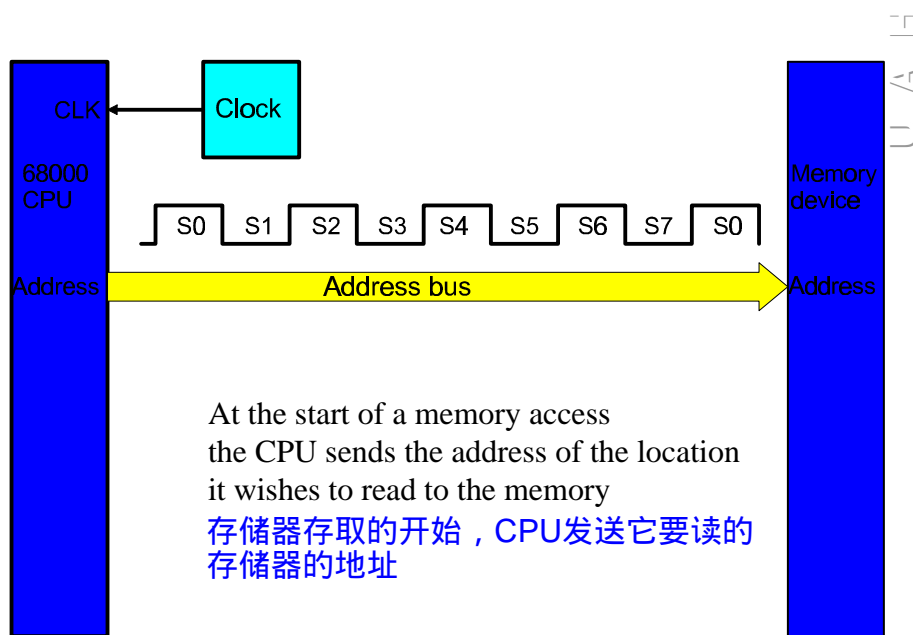 CLK
Clock
68000
CPU
Memory
device
S0 S1 S2 S3 S4 S5 S6 S7 S0
Address
Address bus
Address
At the start of a memory access
the CPU sends the address of the location
it wishes to read to the memory
存储器存取的开始，CPU发送它要读的
存储器的地址